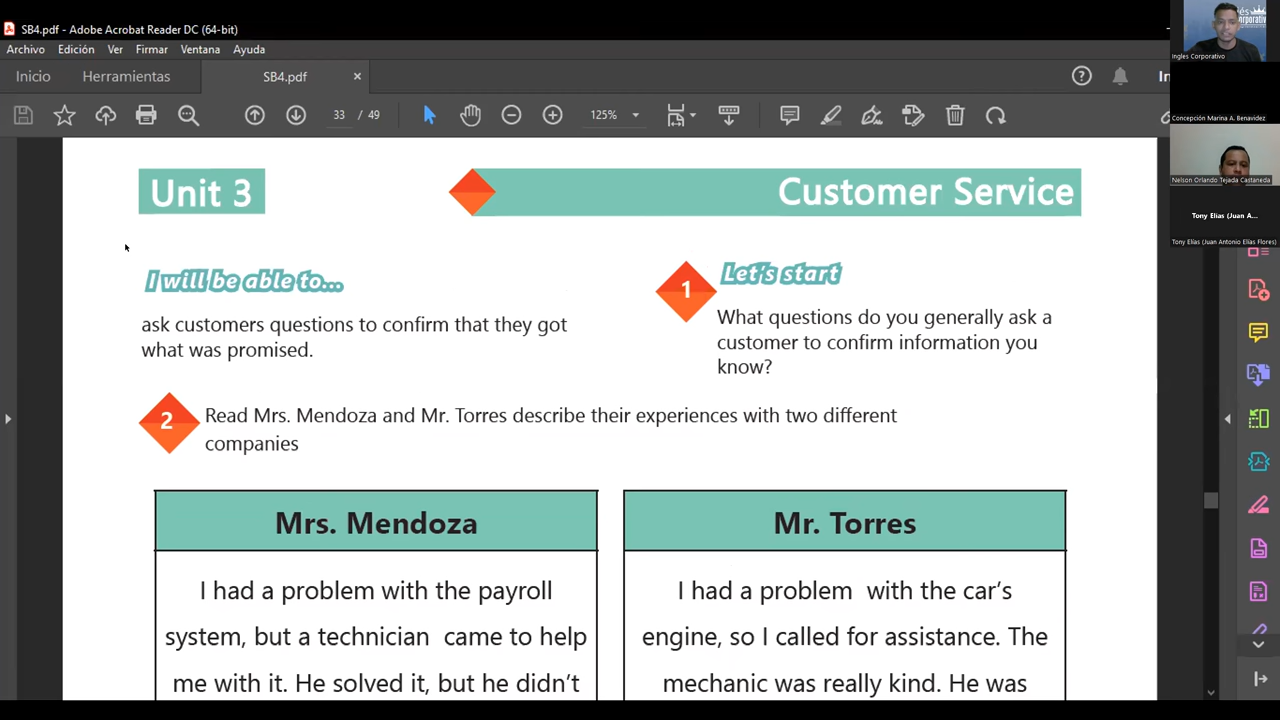 SB4.pdf - Adobe Acrobat Reader DC (64-bit)
Archivo Edición Ver Firmar Ventana Ayuda
Inicio Herramientas SB4.pdf ×
33 / 49 125%
Unit 3
Customer Service
I will be able to...
ask customers questions to confirm that they got
what was promised.
1 Let's start
What questions do you generally ask a
customer to confirm information you
know?
2 Read Mrs. Mendoza and Mr. Torres describe their experiences with two different
companies
Mrs. Mendoza
I had a problem with the payroll
system, but a technician came to help
me with it. He solved it, but he didn't
Mr. Torres
I had a problem with the car's
engine, so I called for assistance. The
mechanic was really kind. He was
Ingles Corporativo
Concepción Marina A. Benavidez
Nelson Orlando Tejada Castaneda
Tony Elias (Juan A...
Tony Elías (Juan Antonio Elías Flores)